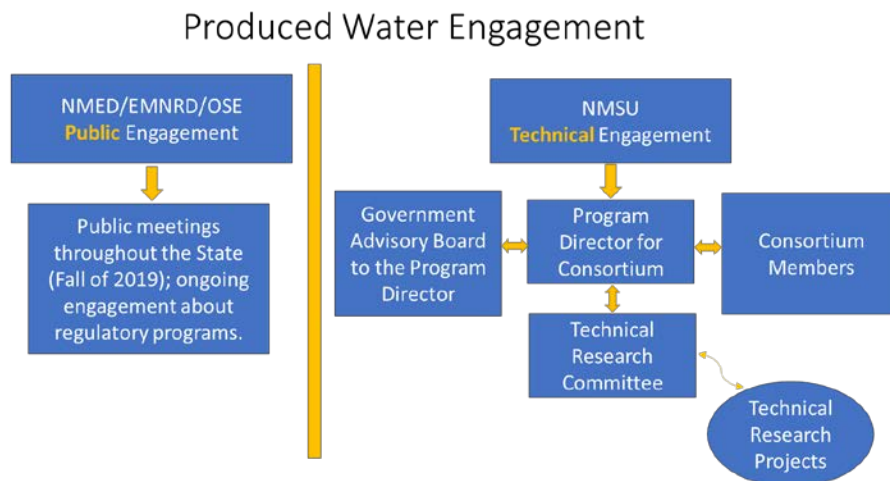 Produced Water Engagement
NMED/EMNRD/OSE
Public Engagement
Public meetings
throughout the State
(Fall of 2019); ongoing
engagement about
regulatory programs.
NMSU
Technical Engagement
Government
Advisory Board
to the Program
Director
Program
Director for
Consortium
Consortium
Members
Technical
Research
Committee
Technical
Research
Projects